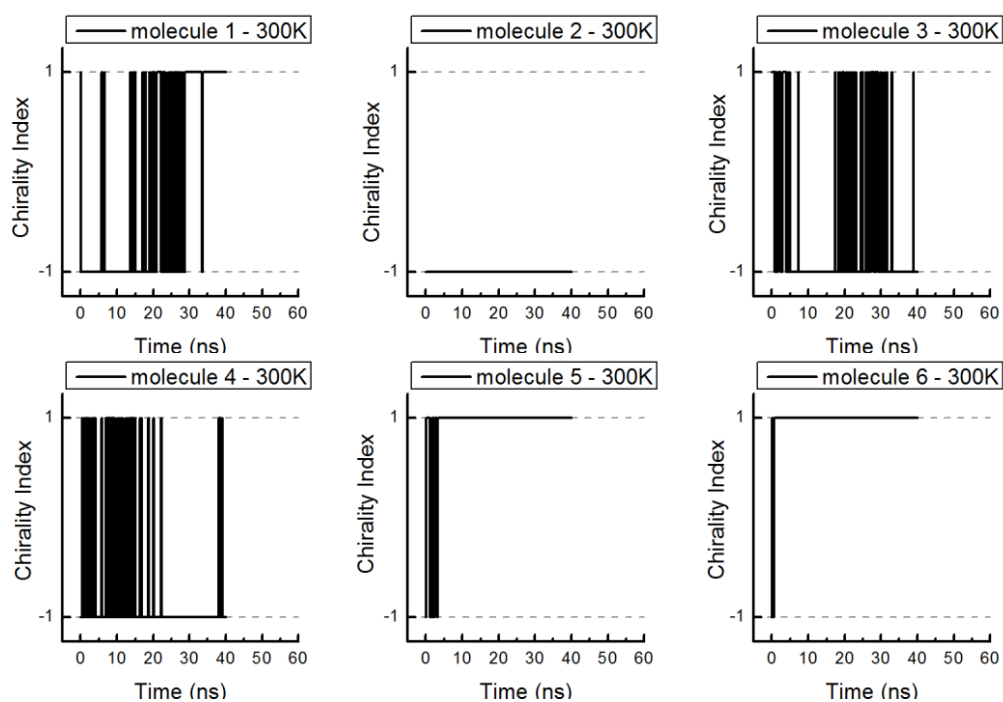 molecule 1 - 300K
molecule 2 - 300K
molecule 3 - 300K
1
1
1
Chirality Index
Chirality Index
Chirality Index
-1
-1
-1
0 10 20 30 40 50 60
0 10 20 30 40 50 60
0 10 20 30 40 50 60
Time (ns)
Time (ns)
Time (ns)
molecule 4 - 300K
molecule 5 - 300K
molecule 6 - 300K
1
1
1
Chirality Index
Chirality Index
Chirality Index
-1
-1
-1
0 10 20 30 40 50 60
0 10 20 30 40 50 60
0 10 20 30 40 50 60
Time (ns)
Time (ns)
Time (ns)